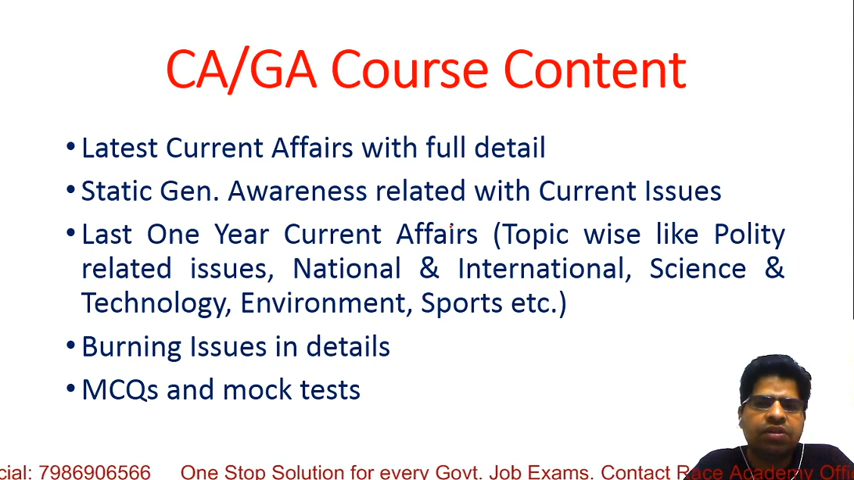 CA/GA Course Content
•Latest Current Affairs with full detail
•Static Gen. Awareness related with Current Issues
•Last One Year Current Affairs (Topic wise like Polity
related issues, National & International, Science &
Technology, Environment, Sports etc.)
•Burning Issues in details
•MCQs and mock tests
cial: 7986906566 One Stop Solution for every Govt. Job Exams. Contact Race Academy Offi